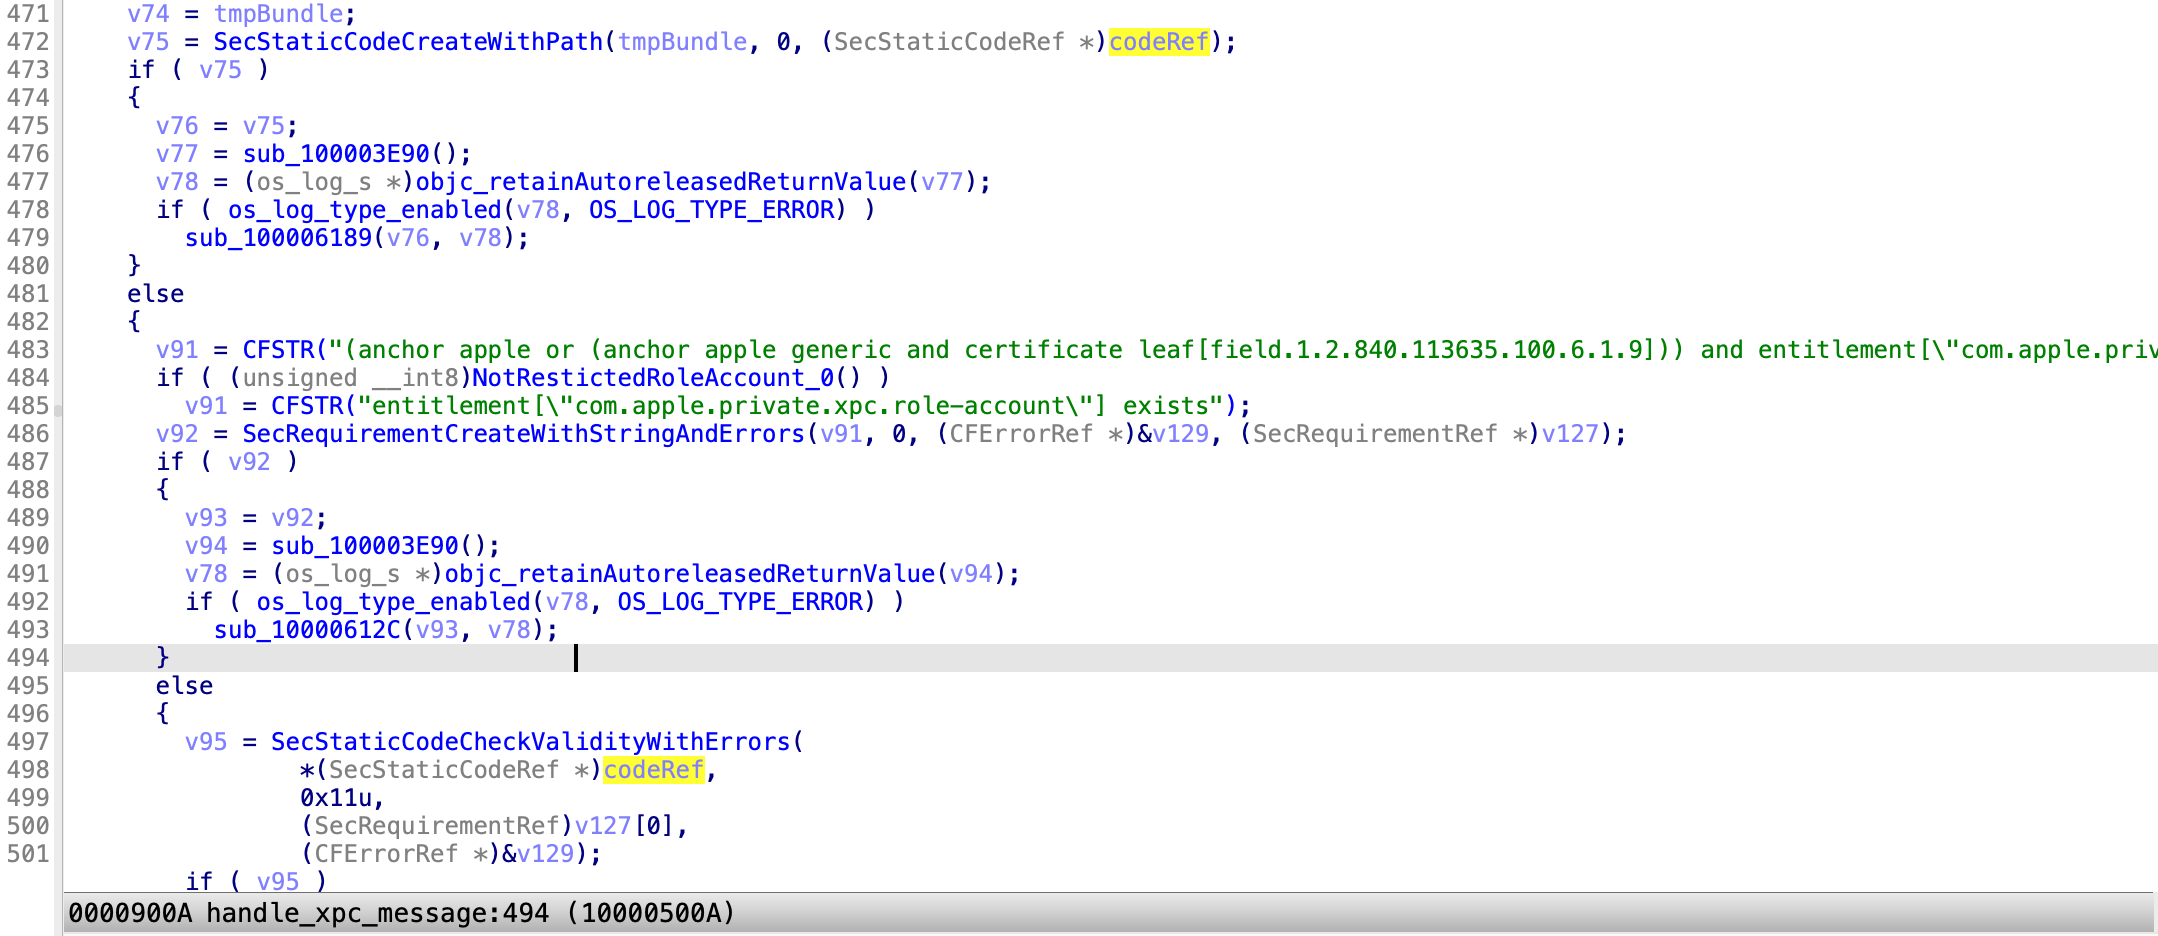 471 v74 = tmpBundle;
472 v75 = SecStaticCodeCreateWithPath(tmpBundle, 0, (SecStaticCodeRef *)codeRef);
473 if ( v75 )
474 {
475 v76 = v75;
476 v77 = sub_100003E90();
477 v78 = (os_log_s *)objc_retainAutoreleasedReturnValue(v77);
478 if ( os_log_type_enabled(v78, OS_LOG_TYPE_ERROR) )
479 sub_100006189(v76, v78);
480 }
481 else
482 {
483 v91 = CFSTR("(anchor apple or (anchor apple generic and certificate leaf[field.1.2.840.113635.100.6.1.9])) and entitlement[\"com.apple.priv
484 if ( (unsigned __int8)NotRestictedRoleAccount_0() )
485 v91 = CFSTR("entitlement[\"com.apple.private.xpc.role-account\"] exists");
486 v92 = SecRequirementCreateWithStringAndErrors(v91, 0, (CFErrorRef *)&v129, (SecRequirementRef *)v127);
487 if ( v92 )
488 {
489 v93 = v92;
490 v94 = sub_100003E90();
491 v78 = (os_log_s *)objc_retainAutoreleasedReturnValue(v94);
492 if ( os_log_type_enabled(v78, OS_LOG_TYPE_ERROR) )
493 sub_10000612C(v93, v78);
494 }
495 else
496 {
497 v95 = SecStaticCodeCheckValidityWithErrors(
498 *(SecStaticCodeRef *)codeRef,
499 0x11u,
500 (SecRequirementRef)v127[0],
501 (CFErrorRef *)&v129);
if ( v95 )
0000900A handle_xpc_message:494 (10000500A)